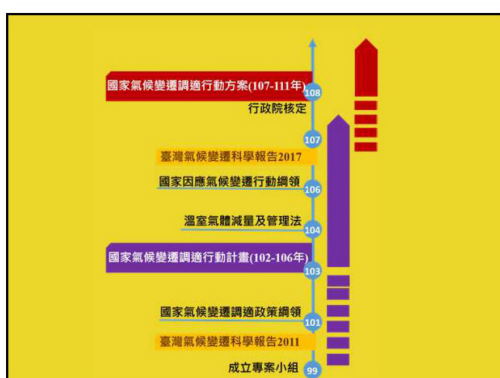 國家氣候變遷調適行動方案(107-111年)
108
行政院核定
107
臺灣氣候變遷科學報告2017
國家因應氣候變遷行動綱領
106
溫室氣體減量及管理法
104
國家氣候變遷調適行動計畫(102-106年)
103
國家氣候變遷調適政策綱領
101
臺灣氣候變遷科學報告2011
成立專案小組
99